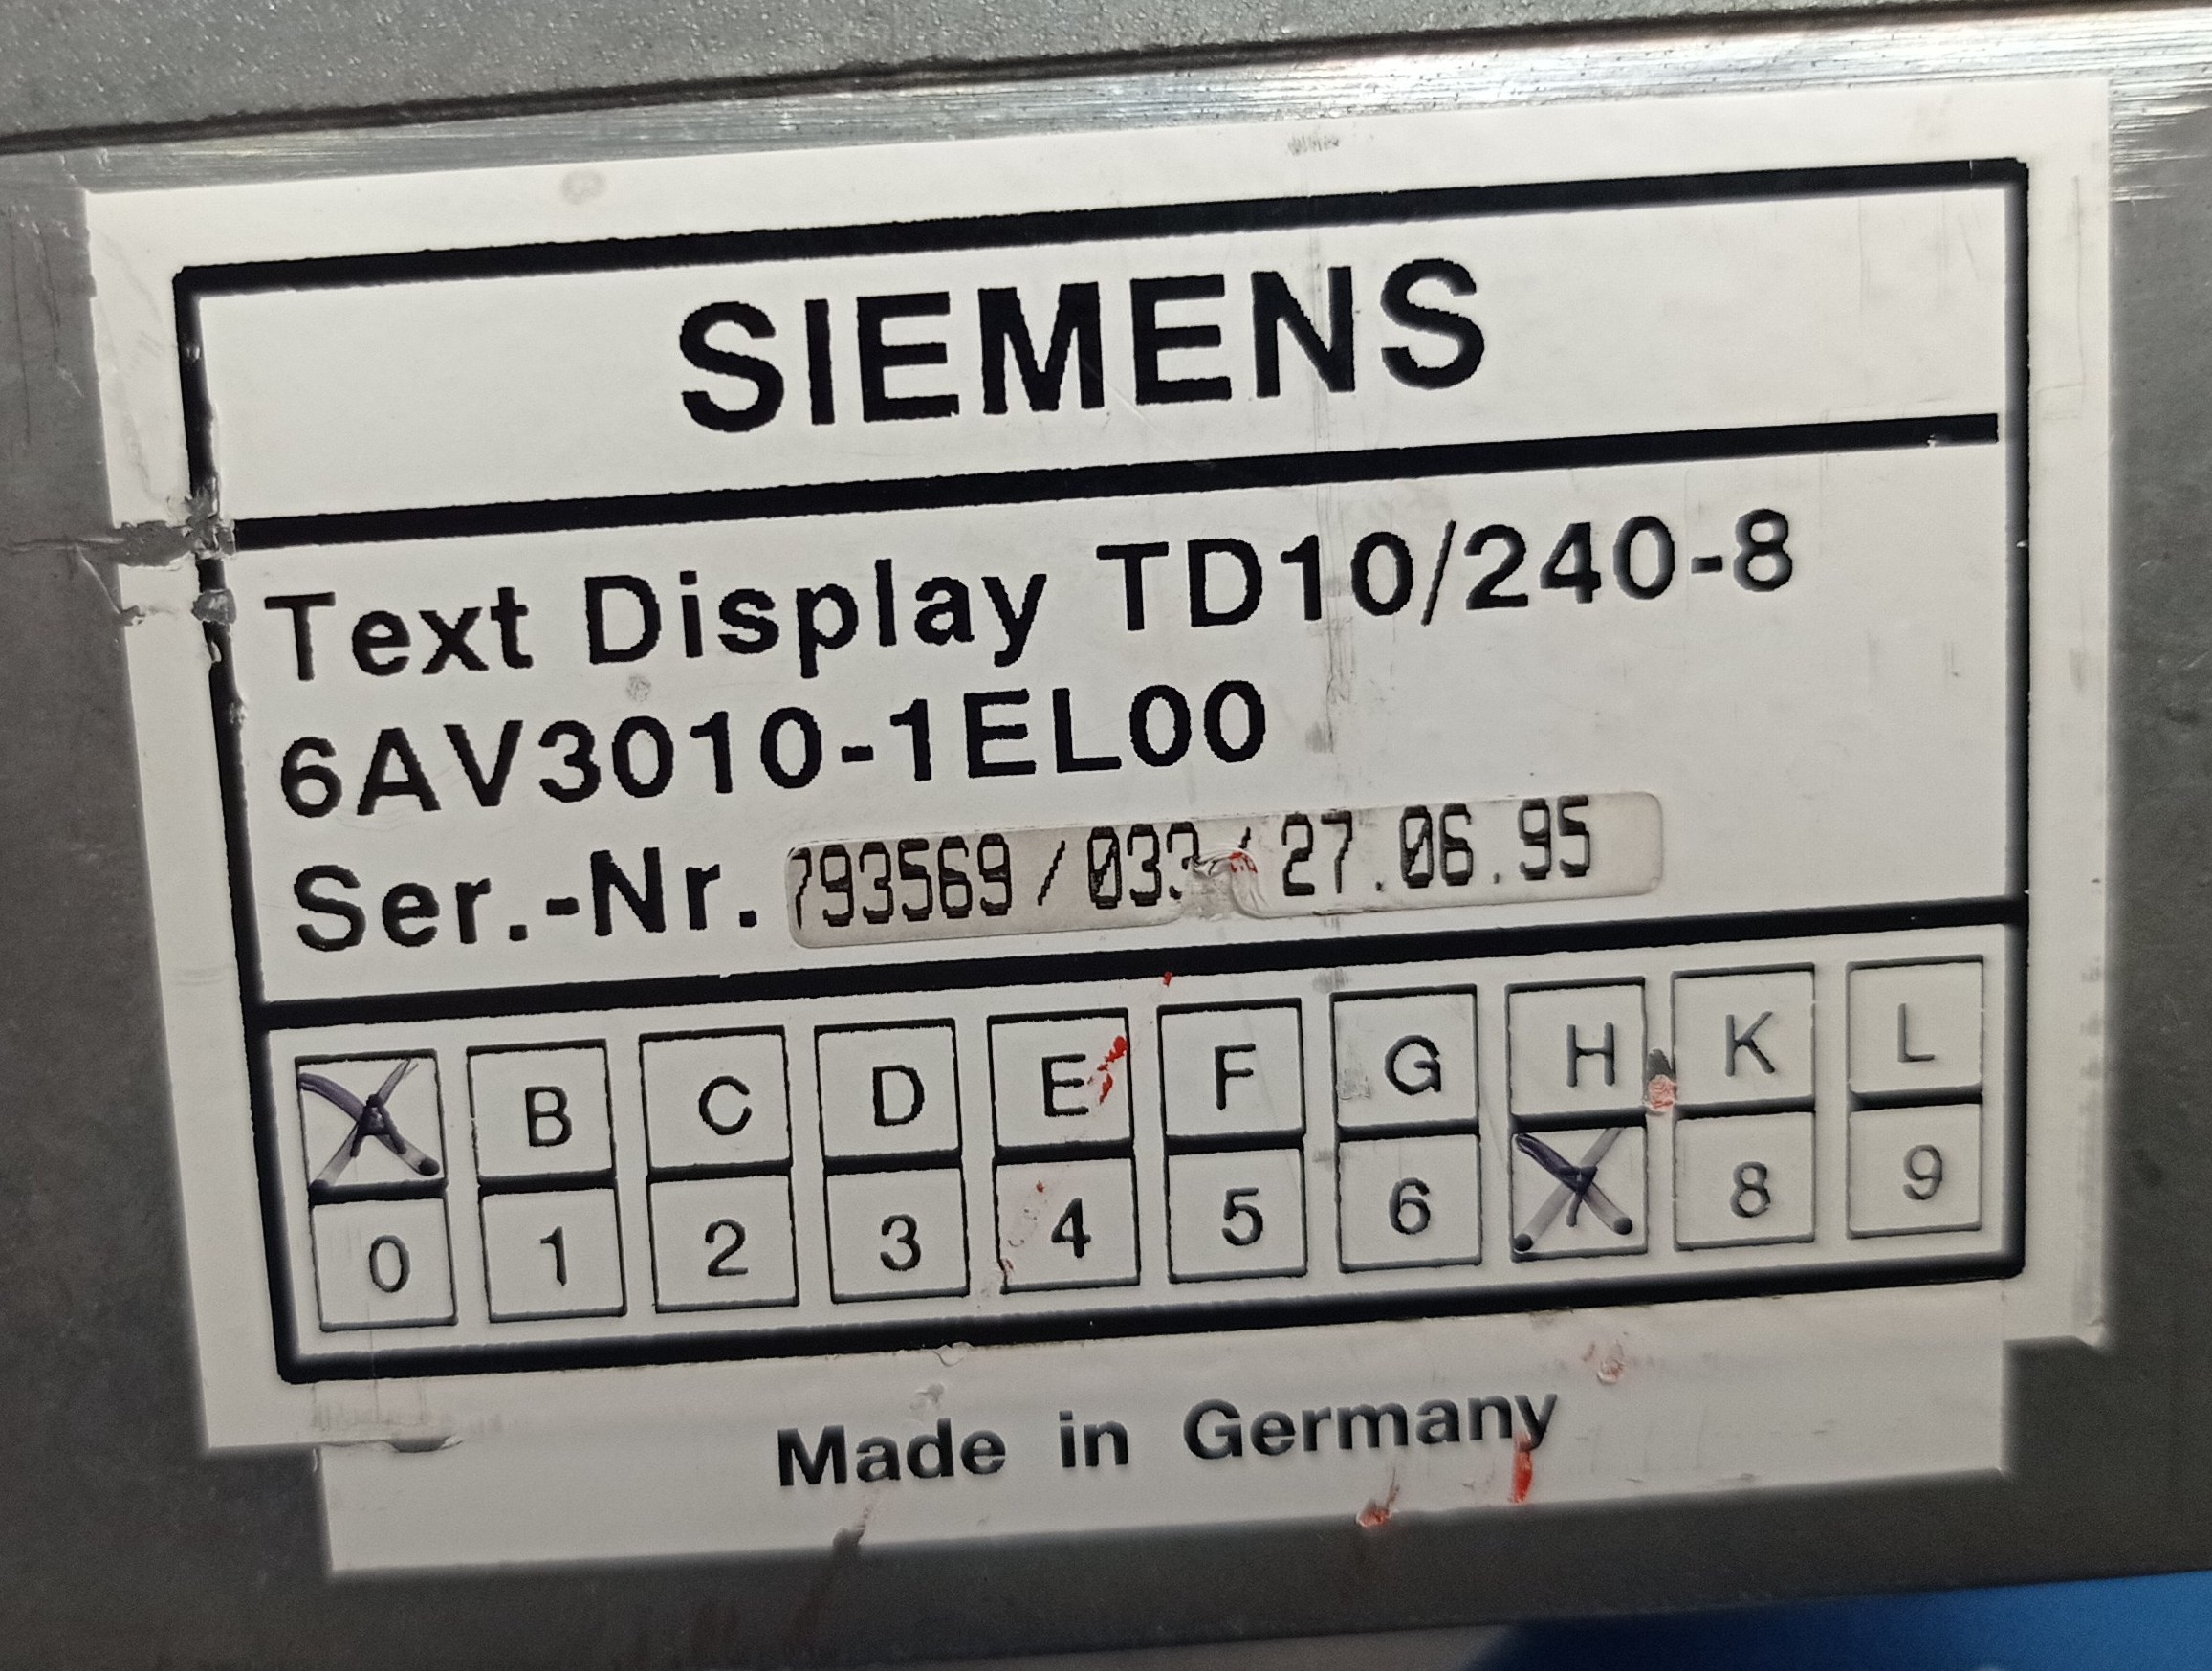 SIEMENS
Text Display TD10/240-8
6AV3010-1EL00
Ser.-Nr. 793569/033/27.06.95
A B C D E F G H K L
0 1 2 3 4 5 6 7 8 9
Made in Germany